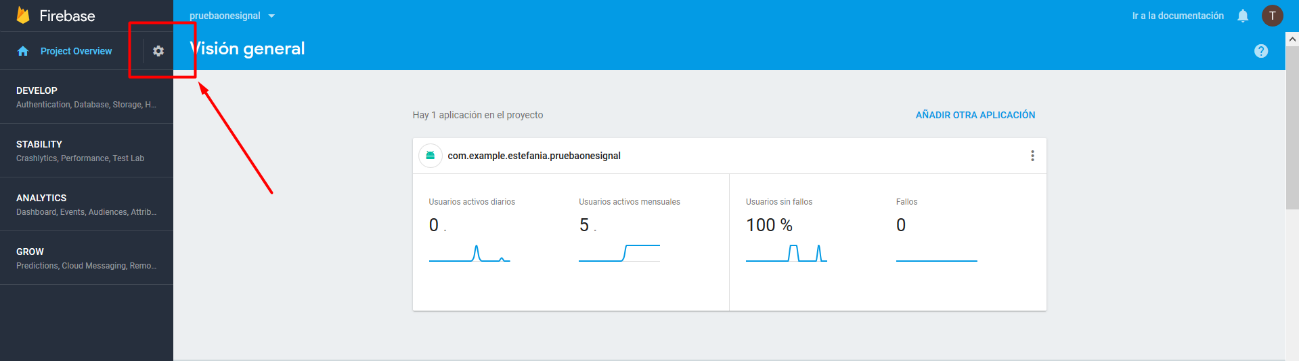 Firebase
pruebaonesignal
Ir a la documentación
T
Project Overview
Visión general
?
DEVELOP
Authentication, Database, Storage, H...
STABILITY
Crashlytics, Performance, Test Lab
ANALYTICS
Dashboard, Events, Audiences, Attrib...
GROW
Predictions, Cloud Messaging, Remo...
Hay 1 aplicación en el proyecto
AÑADIR OTRA APLICACIÓN
com.example.estefania.pruebaonesignal
Usuarios activos diarios
0 .
Usuarios activos mensuales
5 .
Usuarios sin fallos
100 %
Fallos
0